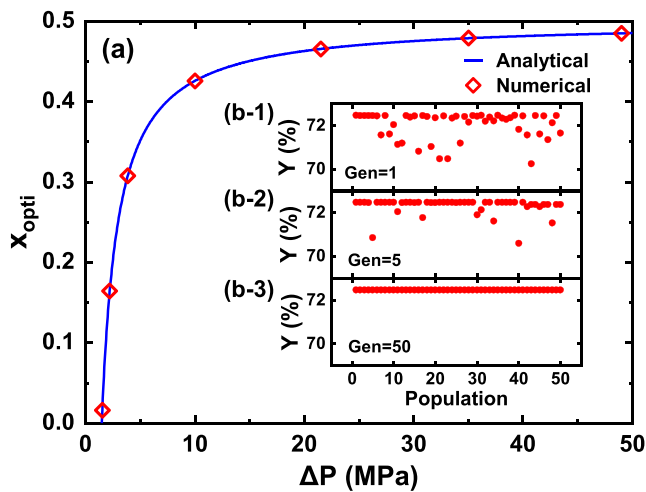 0.5
(a)
Analytical
Numerical
0.4
(b-1)
72
Y (%)
70
Gen=1
0.3
(b-2)
72
Y (%)
70
Gen=5
x_opti
0.2
(b-3)
72
Y (%)
70
Gen=50
0 10 20 30 40 50
Population
0.1
0.0
0 10 20 30 40 50
ΔP (MPa)